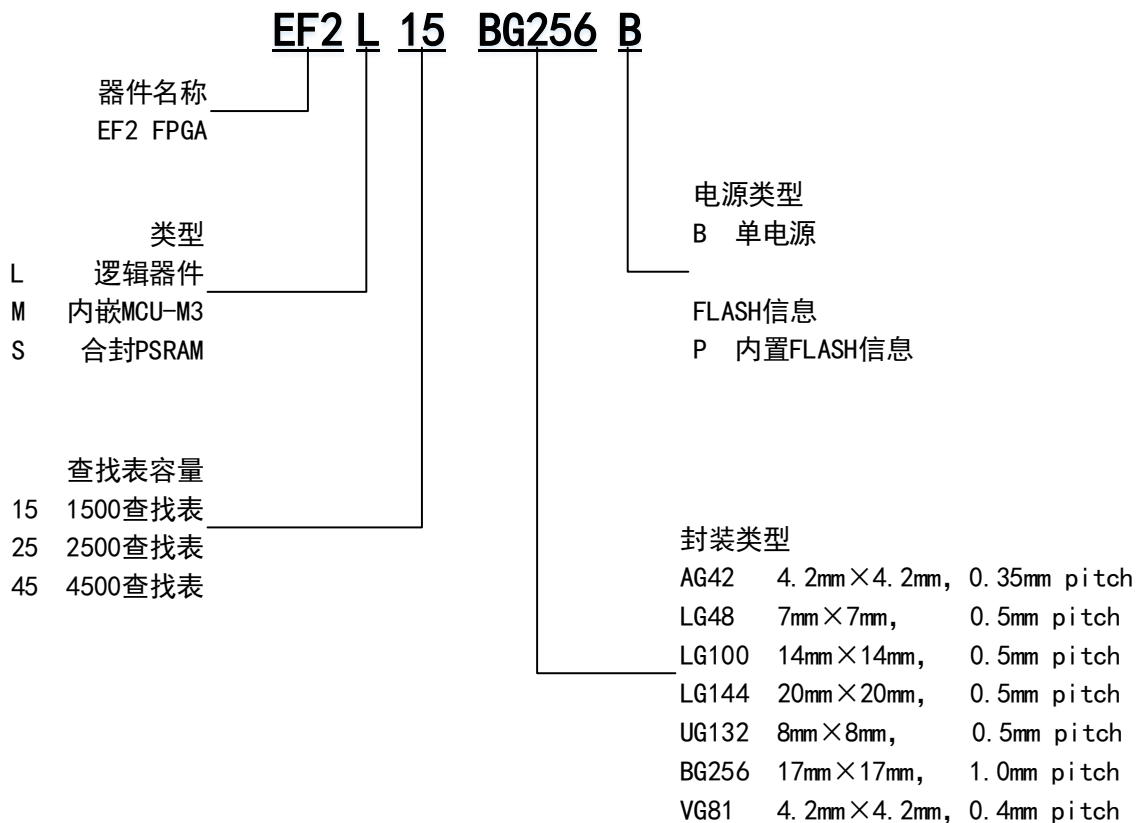 EF2 L 15 BG256 B
器件名称
EF2 FPGA
类型
L 逻辑器件
M 内嵌MCU-M3
S 合封PSRAM
查找表容量
15 1500查找表
25 2500查找表
45 4500查找表
电源类型
B 单电源
FLASH信息
P 内置FLASH信息
封装类型
AG42 4.2mm×4.2mm, 0.35mm pitch
LG48 7mm×7mm, 0.5mm pitch
LG100 14mm×14mm, 0.5mm pitch
LG144 20mm×20mm, 0.5mm pitch
UG132 8mm×8mm, 0.5mm pitch
BG256 17mm×17mm, 1.0mm pitch
VG81 4.2mm×4.2mm, 0.4mm pitch